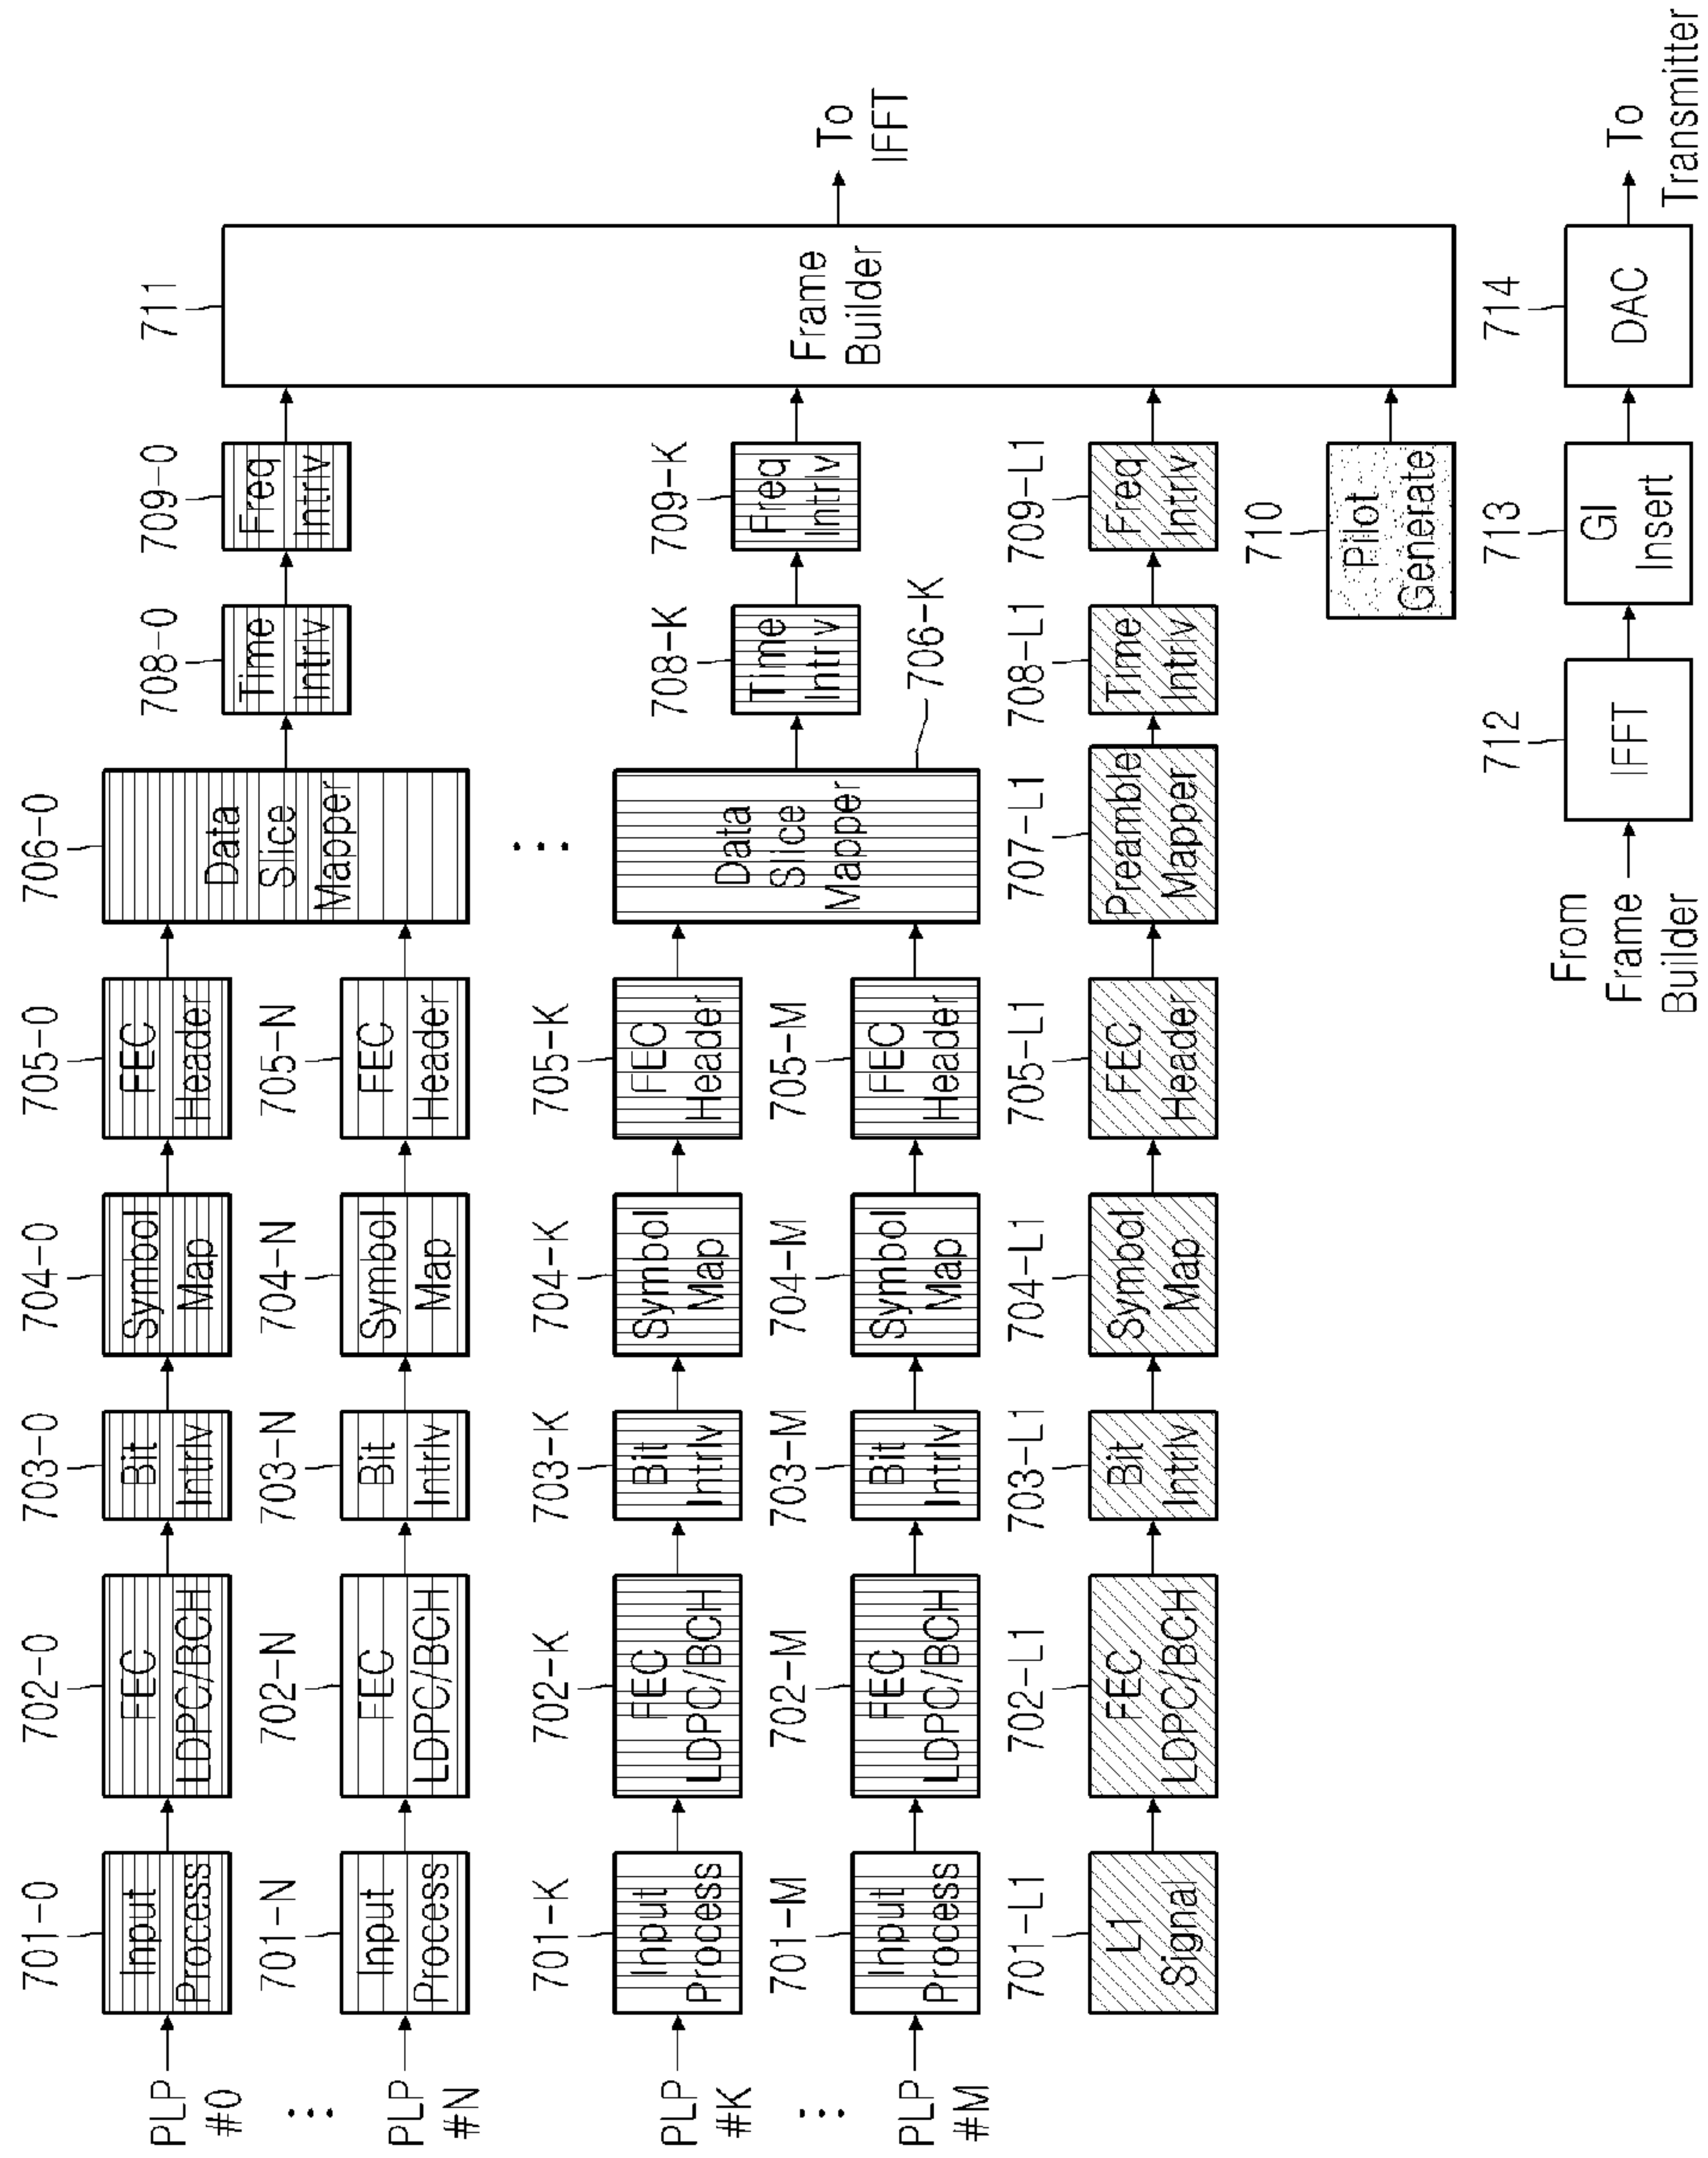 701-0
702-0
703-0
704-0
705-0
706-0
708-0
709-0
711
PLP
#0
Input
Process
FEC
LDPC/BCH
Bit
Intrlv
Symbol
Map
FEC
Header
Data
Slice
Mapper
Time
Intrlv
Freq
Intrlv
Frame
Builder
To
IFFT
701-N
702-N
703-N
704-N
705-N
PLP
#N
Input
Process
FEC
LDPC/BCH
Bit
Intrlv
Symbol
Map
FEC
Header
701-K
702-K
703-K
704-K
705-K
708-K
709-K
PLP
#K
Input
Process
FEC
LDPC/BCH
Bit
Intrlv
Symbol
Map
FEC
Header
Data
Slice
Mapper
Time
Intrlv
Freq
Intrlv
706-K
701-M
702-M
703-M
704-M
705-M
PLP
#M
Input
Process
FEC
LDPC/BCH
Bit
Intrlv
Symbol
Map
FEC
Header
701-L1
702-L1
703-L1
704-L1
705-L1
707-L1
708-L1
709-L1
L1
Signal
FEC
LDPC/BCH
Bit
Intrlv
Symbol
Map
FEC
Header
Preamble
Mapper
Time
Intrlv
Freq
Intrlv
710
Pilot
Generate
712
713
714
From
Frame
Builder
IFFT
GI
Insert
DAC
To
Transmitter